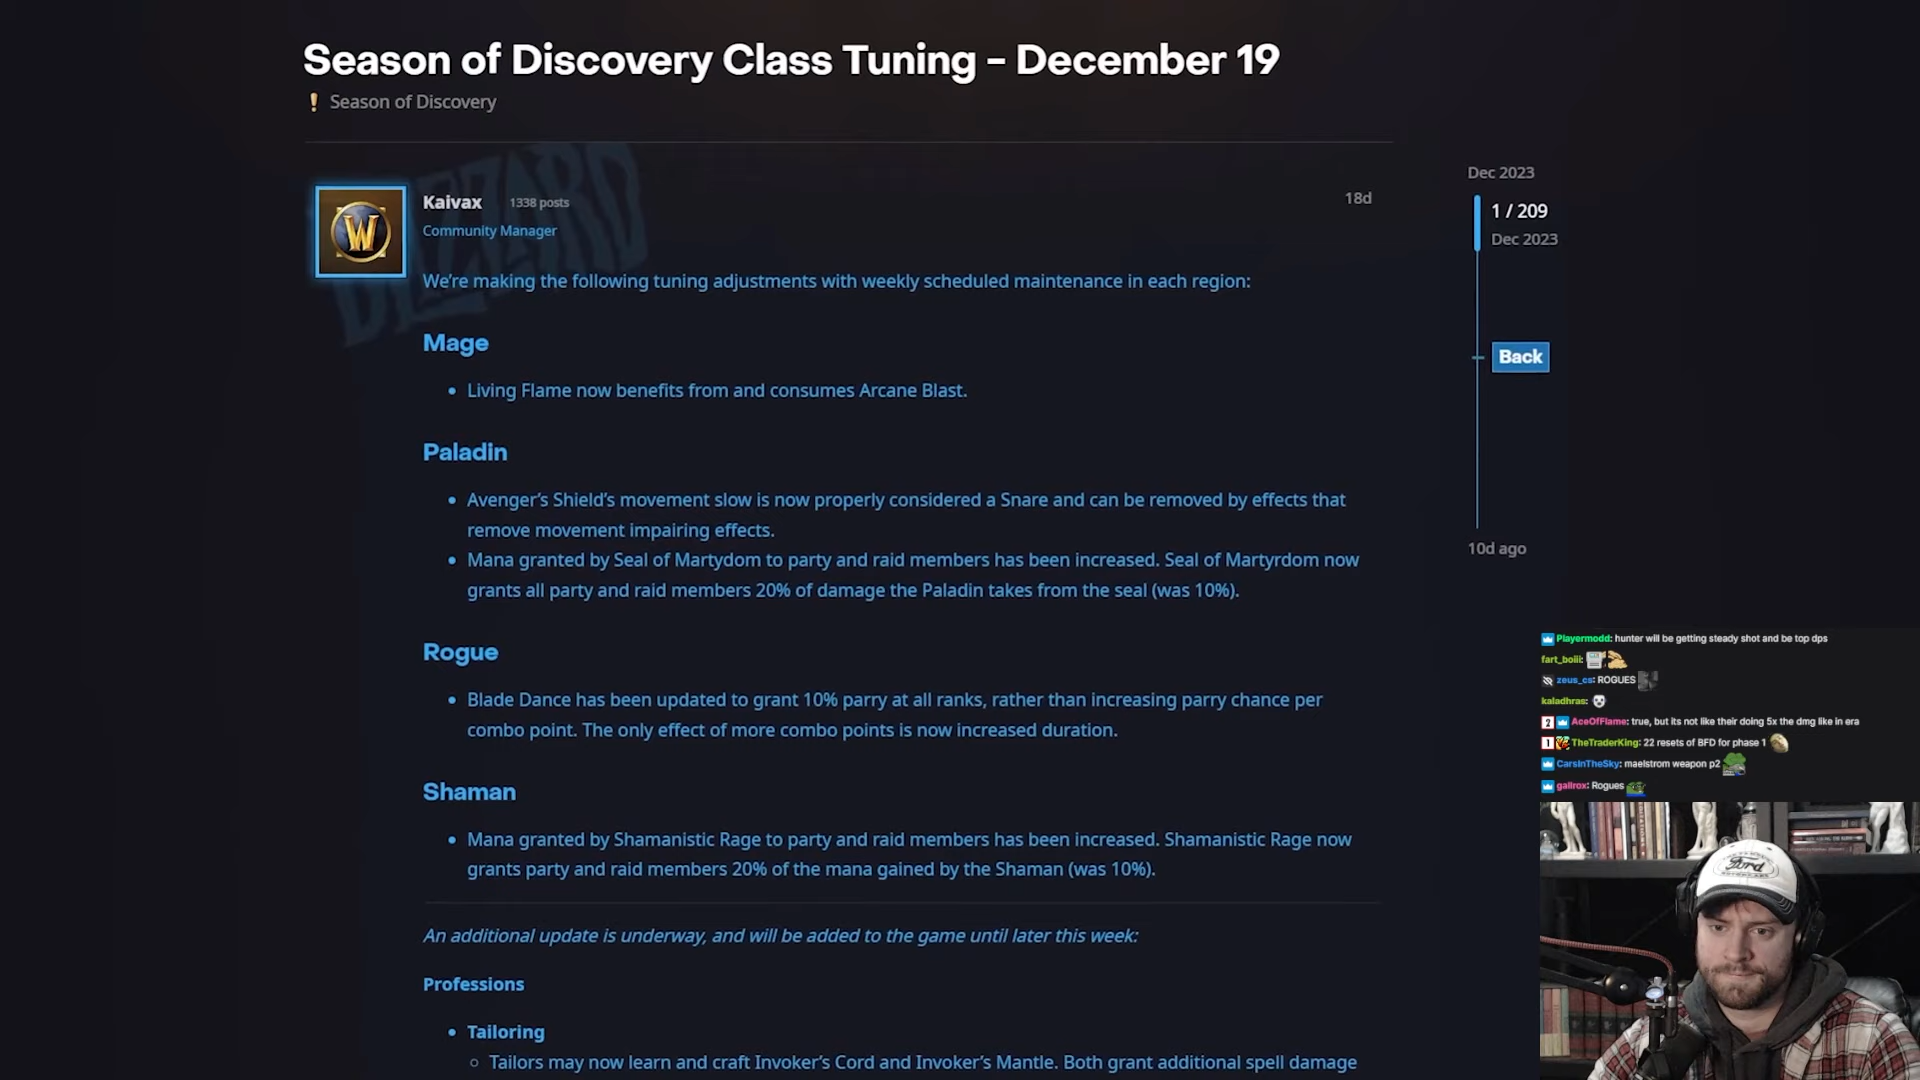 Season of Discovery Class Tuning – December 19
Season of Discovery
BLIZZARD
W
Kaivax 1338 posts
Community Manager
18d
We're making the following tuning adjustments with weekly scheduled maintenance in each region:
Mage
• Living Flame now benefits from and consumes Arcane Blast.
Paladin
• Avenger's Shield's movement slow is now properly considered a Snare and can be removed by effects that
remove movement impairing effects.
• Mana granted by Seal of Martydom to party and raid members has been increased. Seal of Martyrdom now
grants all party and raid members 20% of damage the Paladin takes from the seal (was 10%).
Rogue
• Blade Dance has been updated to grant 10% parry at all ranks, rather than increasing parry chance per
combo point. The only effect of more combo points is now increased duration.
Shaman
• Mana granted by Shamanistic Rage to party and raid members has been increased. Shamanistic Rage now
grants party and raid members 20% of the mana gained by the Shaman (was 10%).
An additional update is underway, and will be added to the game until later this week:
Professions
• Tailoring
○ Tailors may now learn and craft Invoker's Cord and Invoker's Mantle. Both grant additional spell damage
Dec 2023
1 / 209
Dec 2023
Back
10d ago
Playermodd: hunter will be getting steady shot and be top dps
fart_boiii:
zeus_cs: ROGUES
kaladhras:
2 AceOfFlame: true, but its not like their doing 5x the dmg like in era
1 TheTraderKing: 22 resets of BFD for phase 1
CarsInTheSky: maelstrom weapon p2
gailrox: Rogues
Ford